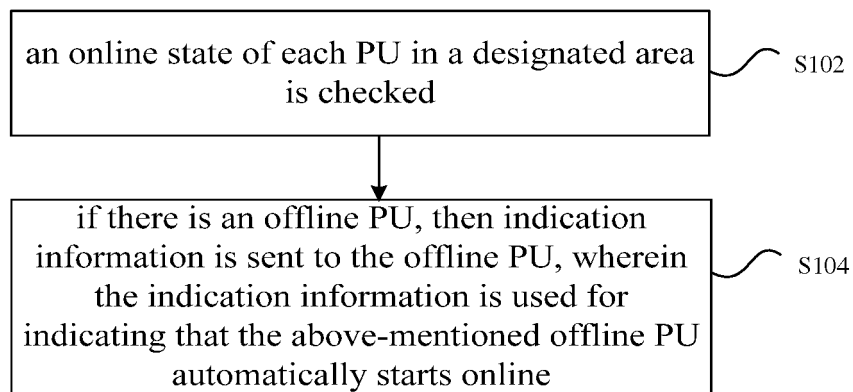 an online state of each PU in a designated area
is checked
S102
if there is an offline PU, then indication
information is sent to the offline PU, wherein
the indication information is used for
indicating that the above-mentioned offline PU
automatically starts online
S104